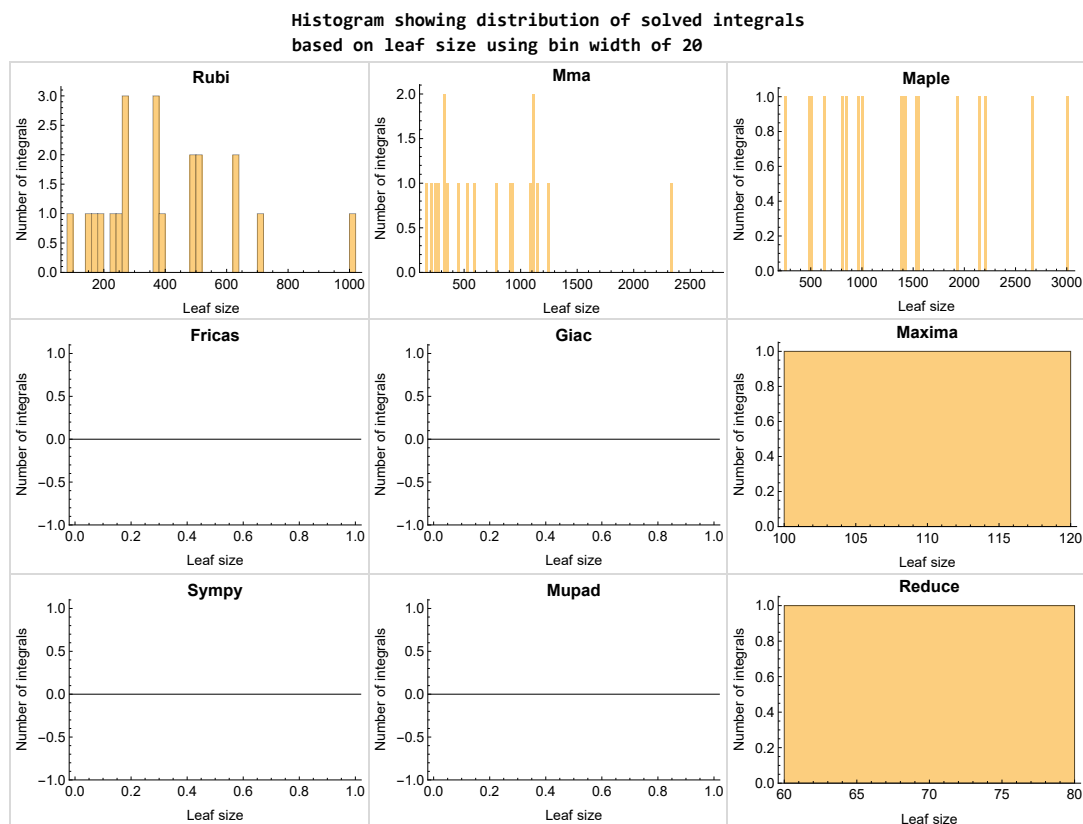 Histogram showing distribution of solved integrals
based on leaf size using bin width of 20
Rubi
Number of integrals
3.0
2.5
2.0
1.5
1.0
0.5
0.0
200 400 600 800 1000
Leaf size
Mma
Number of integrals
2.0
1.5
1.0
0.5
0.0
500 1000 1500 2000 2500
Leaf size
Maple
Number of integrals
1.0
0.8
0.6
0.4
0.2
0.0
500 1000 1500 2000 2500 3000
Leaf size
Fricas
Number of integrals
1.0
0.5
0.0
−0.5
−1.0
0.0 0.2 0.4 0.6 0.8 1.0
Leaf size
Giac
Number of integrals
1.0
0.5
0.0
−0.5
−1.0
0.0 0.2 0.4 0.6 0.8 1.0
Leaf size
Maxima
Number of integrals
1.0
0.8
0.6
0.4
0.2
0.0
100 105 110 115 120
Leaf size
Sympy
Number of integrals
1.0
0.5
0.0
−0.5
−1.0
0.0 0.2 0.4 0.6 0.8 1.0
Leaf size
Mupad
Number of integrals
1.0
0.5
0.0
−0.5
−1.0
0.0 0.2 0.4 0.6 0.8 1.0
Leaf size
Reduce
Number of integrals
1.0
0.8
0.6
0.4
0.2
0.0
60 65 70 75 80
Leaf size